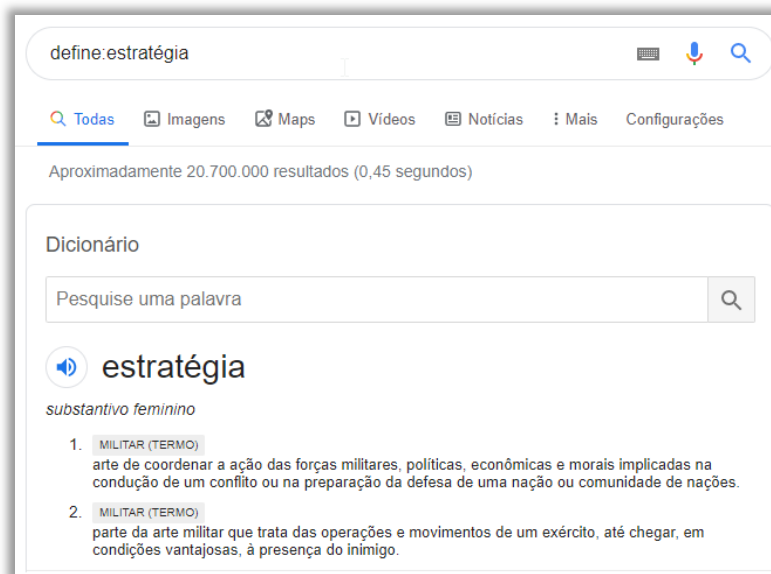 define:estratégia
Todas Imagens Maps Vídeos Notícias Mais Configurações
Aproximadamente 20.700.000 resultados (0,45 segundos)
Dicionário
Pesquise uma palavra
estratégia
substantivo feminino
1. MILITAR (TERMO)
arte de coordenar a ação das forças militares, políticas, econômicas e morais implicadas na
condução de um conflito ou na preparação da defesa de uma nação ou comunidade de nações.
2. MILITAR (TERMO)
parte da arte militar que trata das operações e movimentos de um exército, até chegar, em
condições vantajosas, à presença do inimigo.